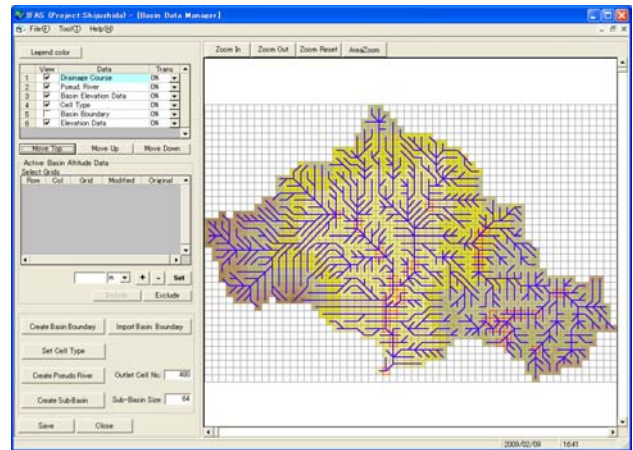 IFAS (Project:Shijushida) - [Basin Data Manager]
File(F) Tool(T) Help(H)
Legend color
Zoom In Zoom Out Zoom Reset AreaZoom
View Data Trans
1 Drainage Course 0%
2 Pseud. River 0%
3 Basin Elevation Data 0%
4 Cell Type 0%
5 Basin Boundary 0%
6 Elevation Data 0%
Move Top Move Up Move Down
Active: Basin Altitude Data
Select Grids
Row Col Grid Modified Original
m + - Set
Include Exclude
Create Basin Boundary Import Basin Boundary
Set Cell Type
Create Pseudo River Outlet Cell No. 400
Create Sub-Basin Sub-Basin Size 64
Save Close
2009/02/09 16:41